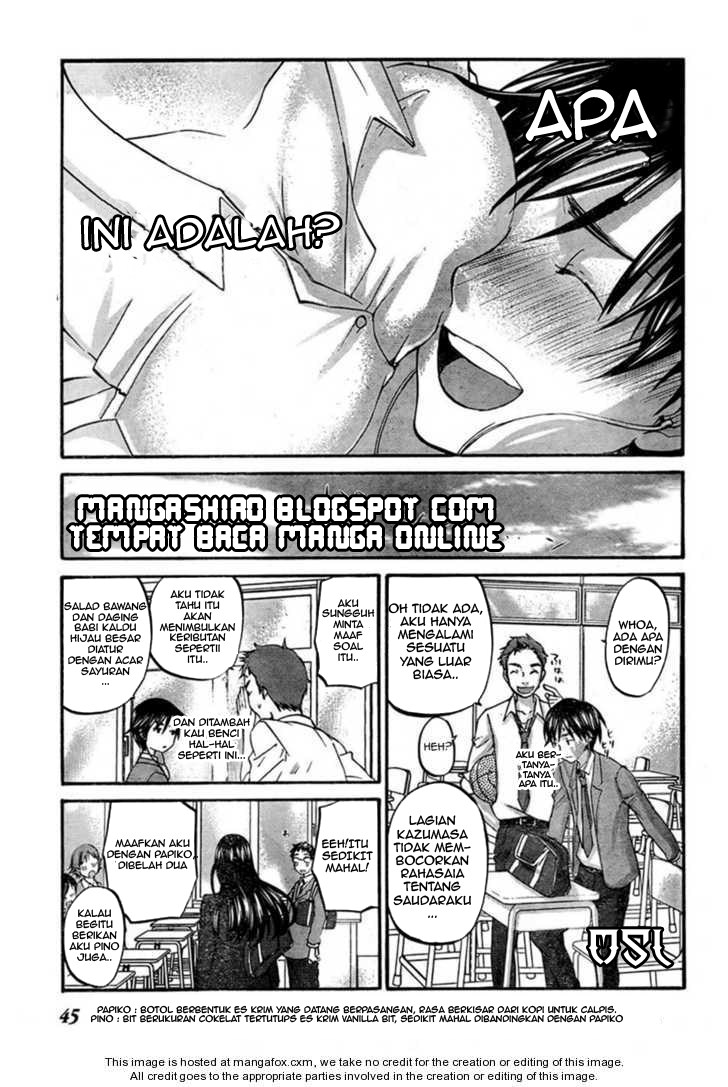 APA
INI ADALAH?
MANGASHIRO BLOGSPOT COM
TEMPAT BACA MANGA ONLINE
WHOA,
ADA APA
DENGAN
DIRIMU?
OH TIDAK ADA,
AKU HANYA
MENGALAMI
SESUATU
YANG LUAR
BIASA..
HEH?
AKU BER-
TANYA-
TANYA
APA ITU..
LAGIAN
KAZUMASA
TIDAK MEM-
BOCORKAN
RAHASAIA
TENTANG
SAUDARAKU
...
AKU
SUNGGUH
MINTA
MAAF
SOAL
ITU..
AKU TIDAK
TAHU ITU
AKAN
MENIMBULKAN
KERIBUTAN
SEPERTII
..
SALAD BAWANG
DAN DAGING
BABI KALDU
HIJAU BESAR
DIATUR
DENGAN ACAR
SAYURAN
...
DAN DITAMBAH
KAU BENCI
HAL-HAL
SEPERTI INI...
EEH!ITU
SEDIKIT
MAHAL!
MAAFKAN AKU
DENGAN PAPIKO,
DIBELAH DUA
KALAU
BEGITU
BERIKAN
AKU PINO
JUGA..
MSL
45
PAPIKO : BOTOL BERBENTUK ES KRIM YANG DATANG BERPASANGAN, RASA BERKISAR DARI KOPI UNTUK CALPIS.
PINO : BIT BERUKURAN COKELAT TERTUTUPS ES KRIM VANILLA BIT, SEDIKIT MAHAL DIBANDINGKAN DENGAN PAPIKO
This image is hosted at mangafox.cxm, we take no credit for the creation or editing of this image.
All credit goes to the appropriate parties involved in the creation or editing of this image.